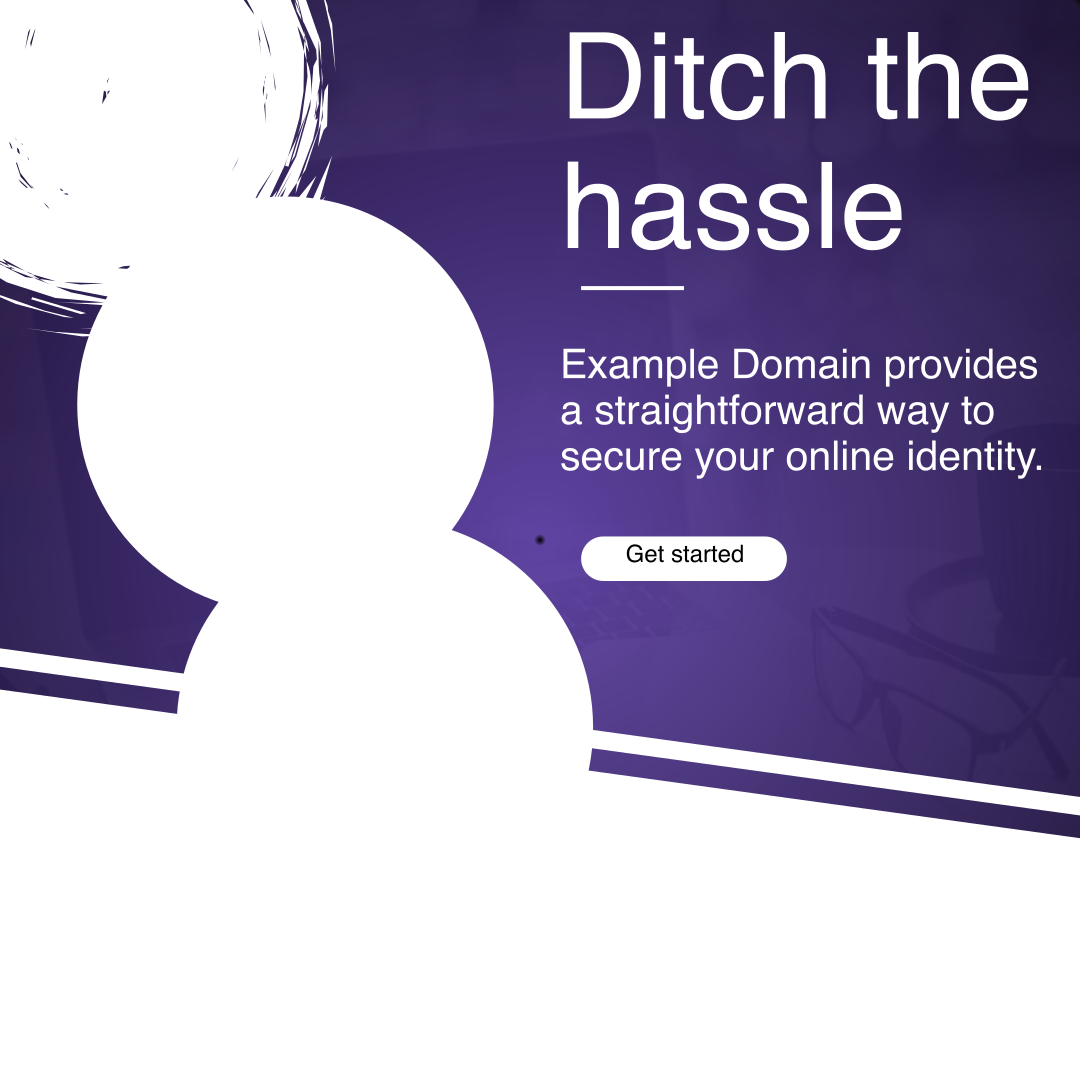 Ditch the
hassle
Example Domain provides
a straightforward way to
secure your online identity.
Get started